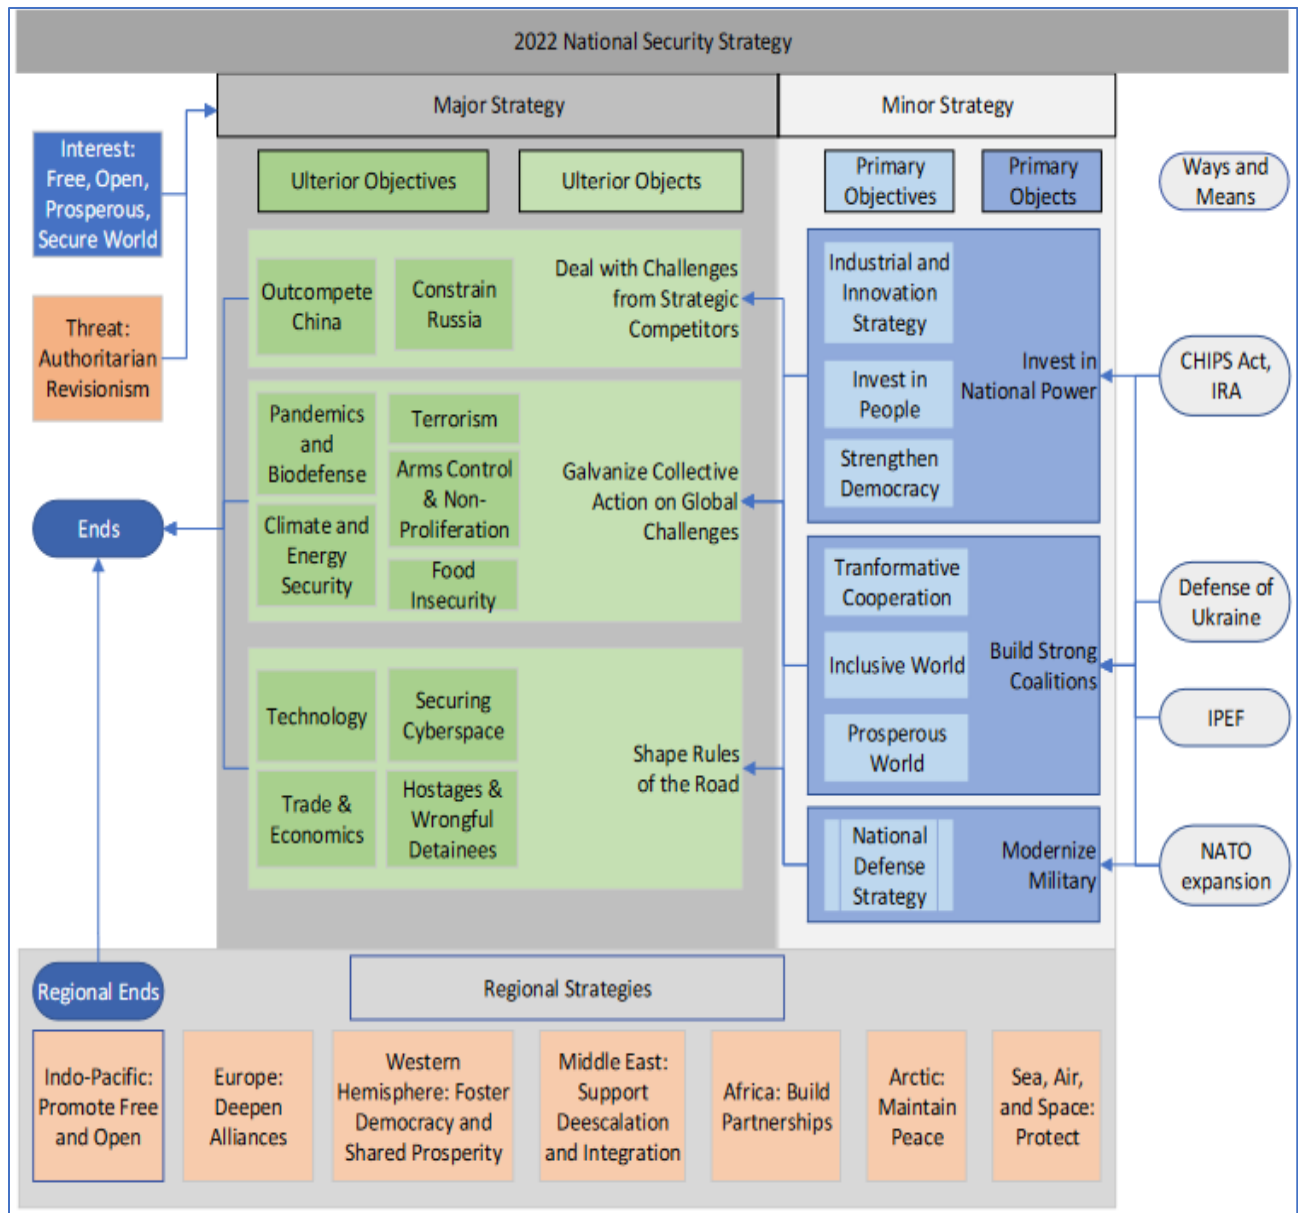 2022 National Security Strategy
Major Strategy
Minor Strategy
Interest:
Free, Open,
Prosperous,
Secure World
Threat:
Authoritarian
Revisionism
Ends
Ulterior Objectives
Ulterior Objects
Primary
Objectives
Primary
Objects
Ways and
Means
Outcompete
China
Constrain
Russia
Deal with Challenges
from Strategic
Competitors
Pandemics
and
Biodefense
Terrorism
Arms Control
& Non-
Proliferation
Climate and
Energy
Security
Food
Insecurity
Galvanize Collective
Action on Global
Challenges
Technology
Securing
Cyberspace
Trade &
Economics
Hostages &
Wrongful
Detainees
Shape Rules
of the Road
Industrial and
Innovation
Strategy
Invest in
People
Strengthen
Democracy
Invest in
National Power
Tranformative
Cooperation
Inclusive World
Prosperous
World
Build Strong
Coalitions
National
Defense
Strategy
Modernize
Military
CHIPS Act,
IRA
Defense of
Ukraine
IPEF
NATO
expansion
Regional Ends
Regional Strategies
Indo-Pacific:
Promote Free
and Open
Europe:
Deepen
Alliances
Western
Hemisphere: Foster
Democracy and
Shared Prosperity
Middle East:
Support
Deescalation
and Integration
Africa: Build
Partnerships
Arctic:
Maintain
Peace
Sea, Air,
and Space:
Protect